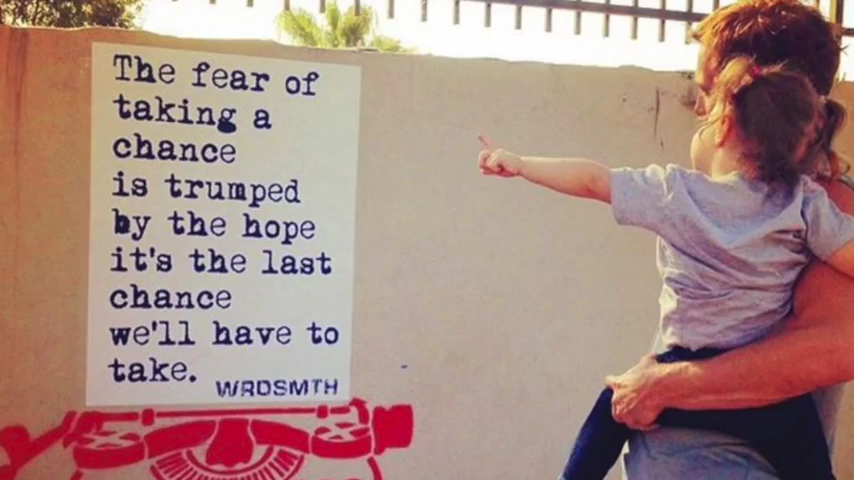 The fear of
taking a
chance
is trumped
by the hope
it's the last
chance
we'll have to
take.
WRDSMTH